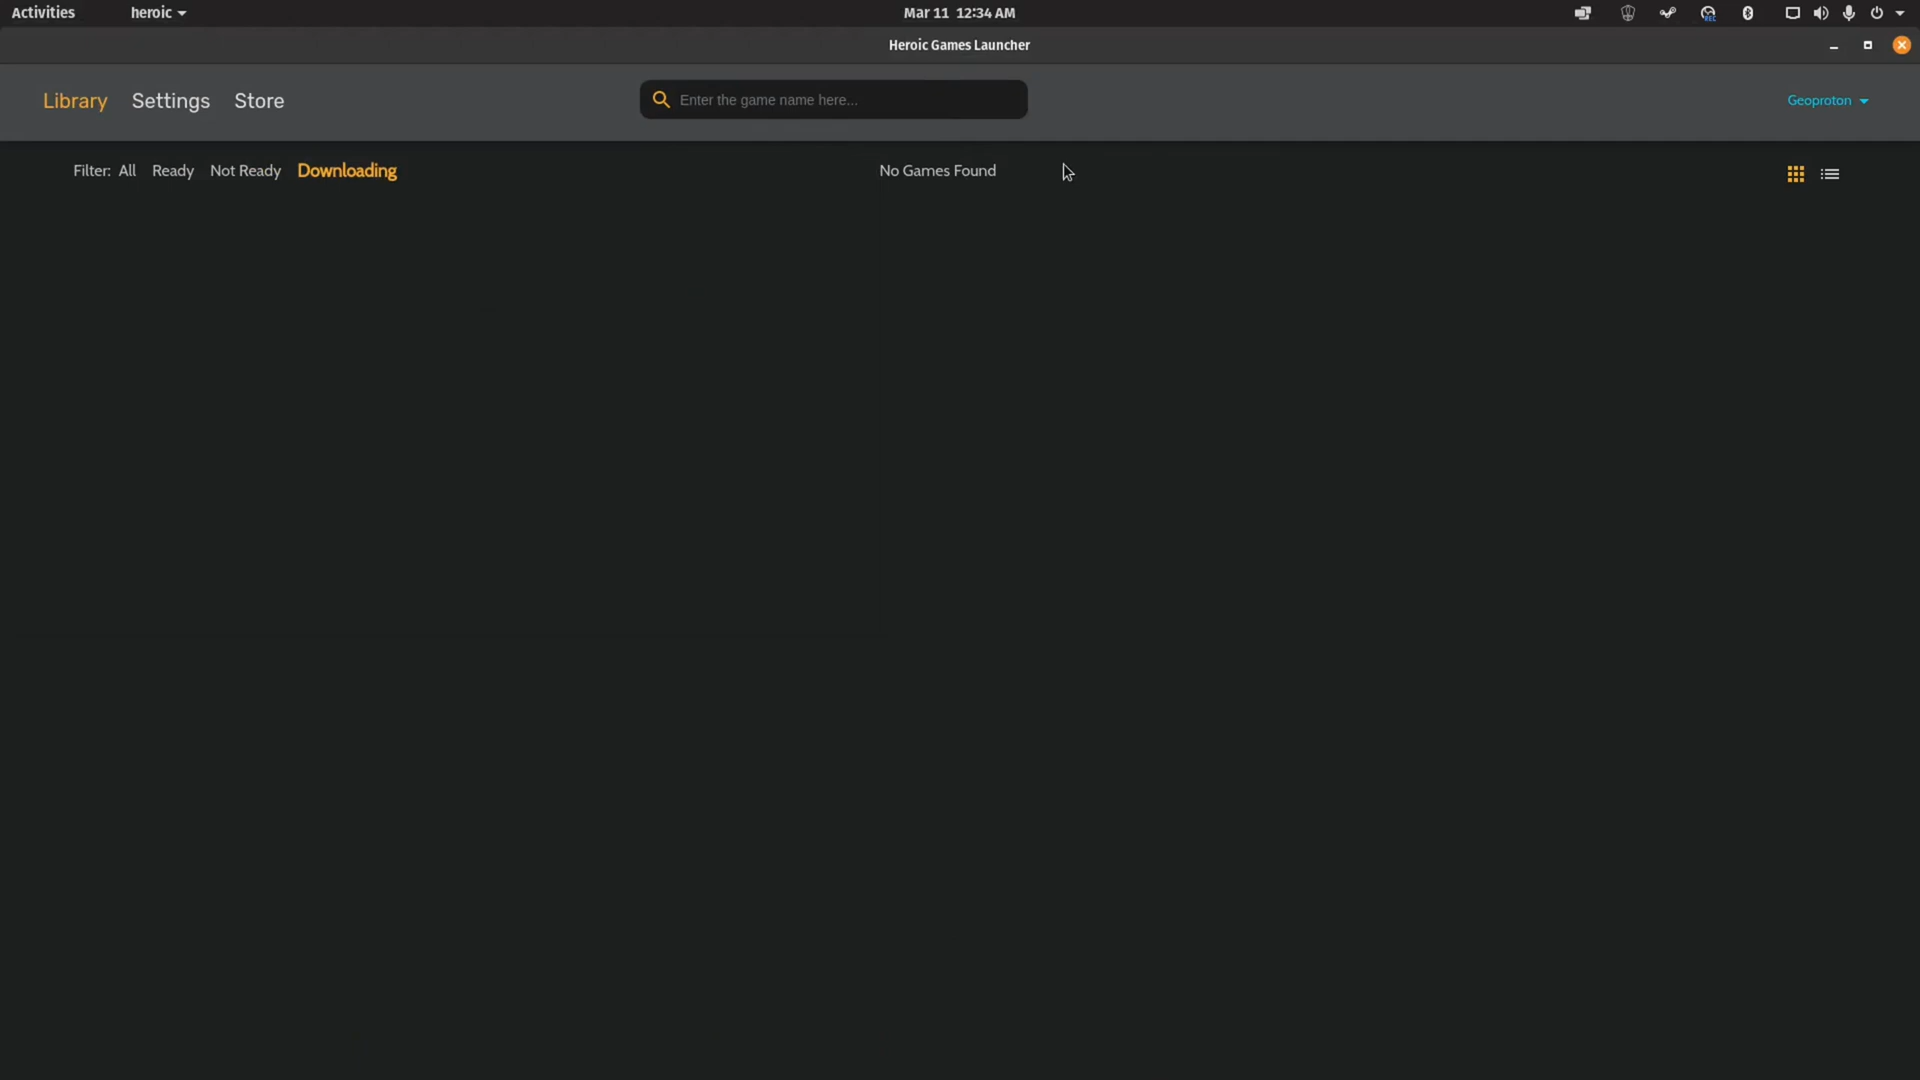 Activities heroic Mar 11 12:34 AM REC
Heroic Games Launcher
Library Settings Store Enter the game name here... Geoproton
Filter: All Ready Not Ready Downloading No Games Found